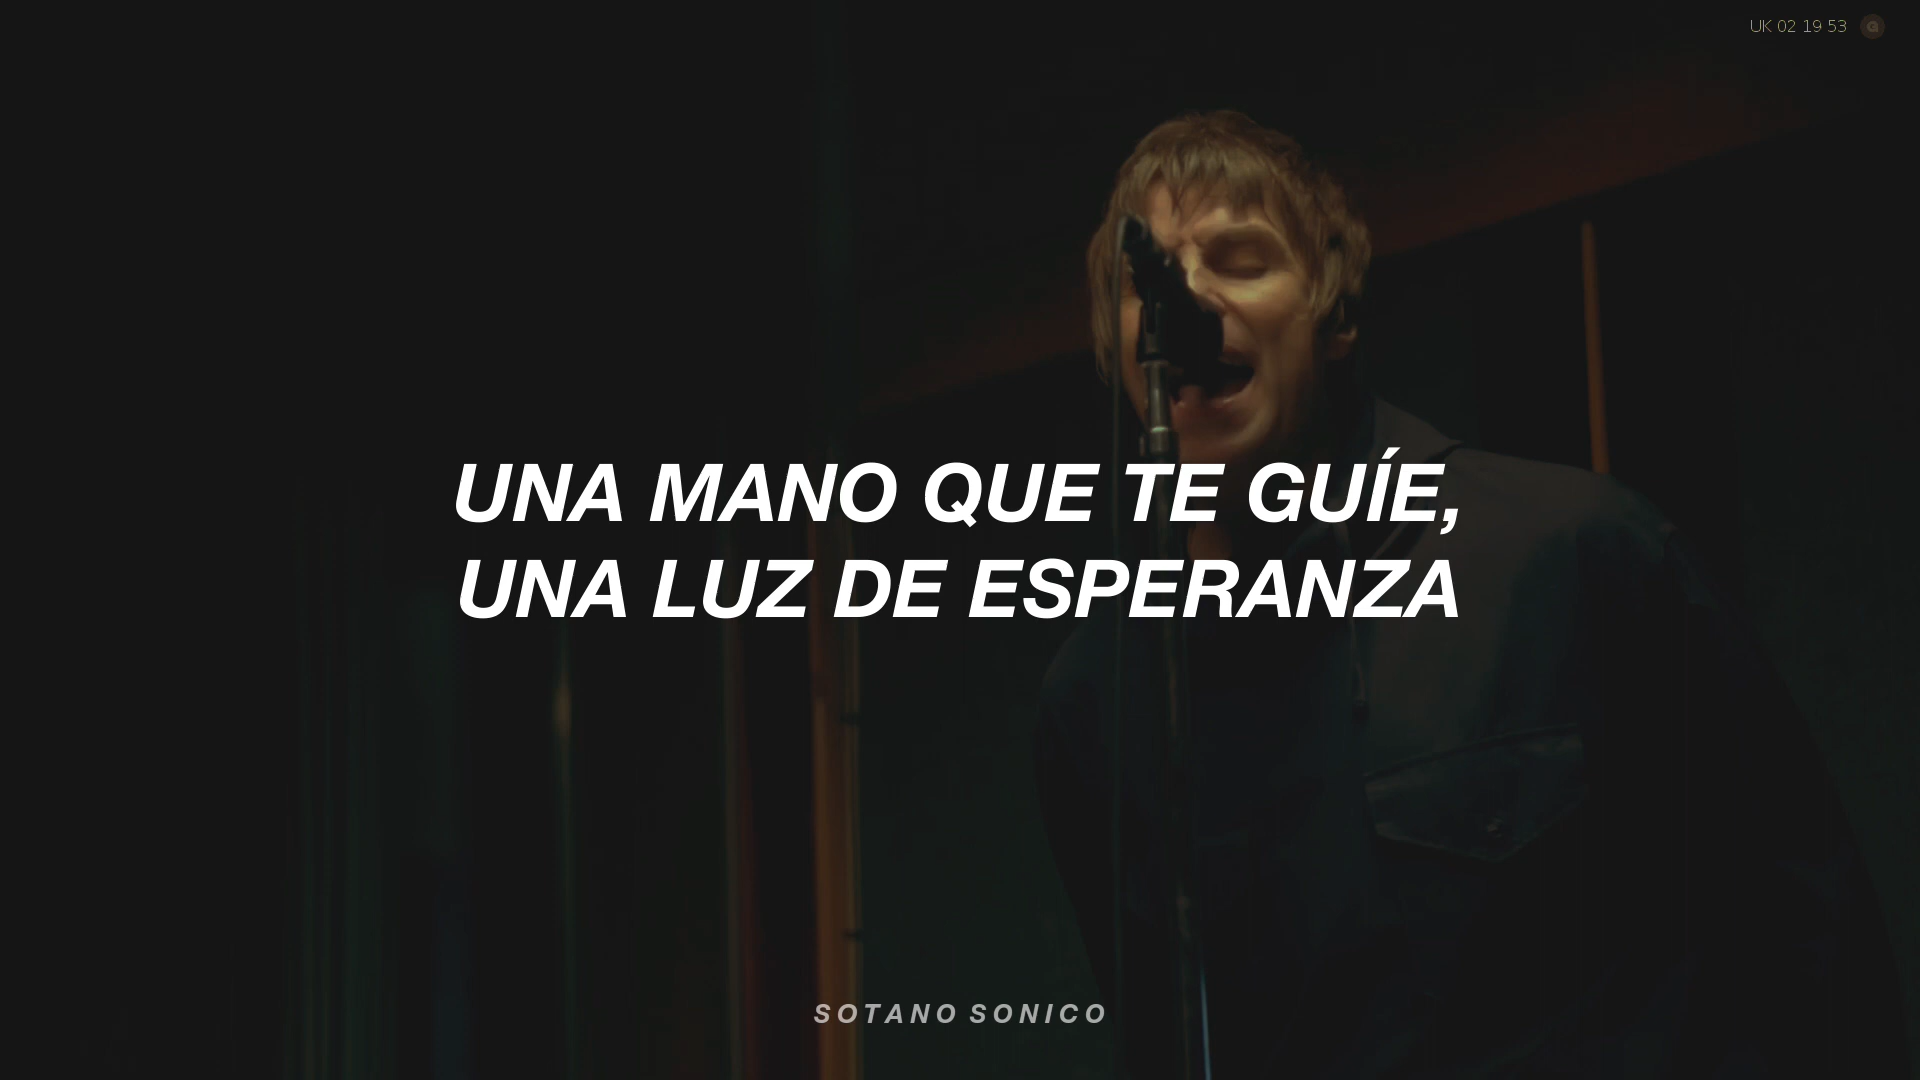 UK 02 19 53
UNA MANO QUE TE GUÍE,
UNA LUZ DE ESPERANZA
SOTANO SONICO